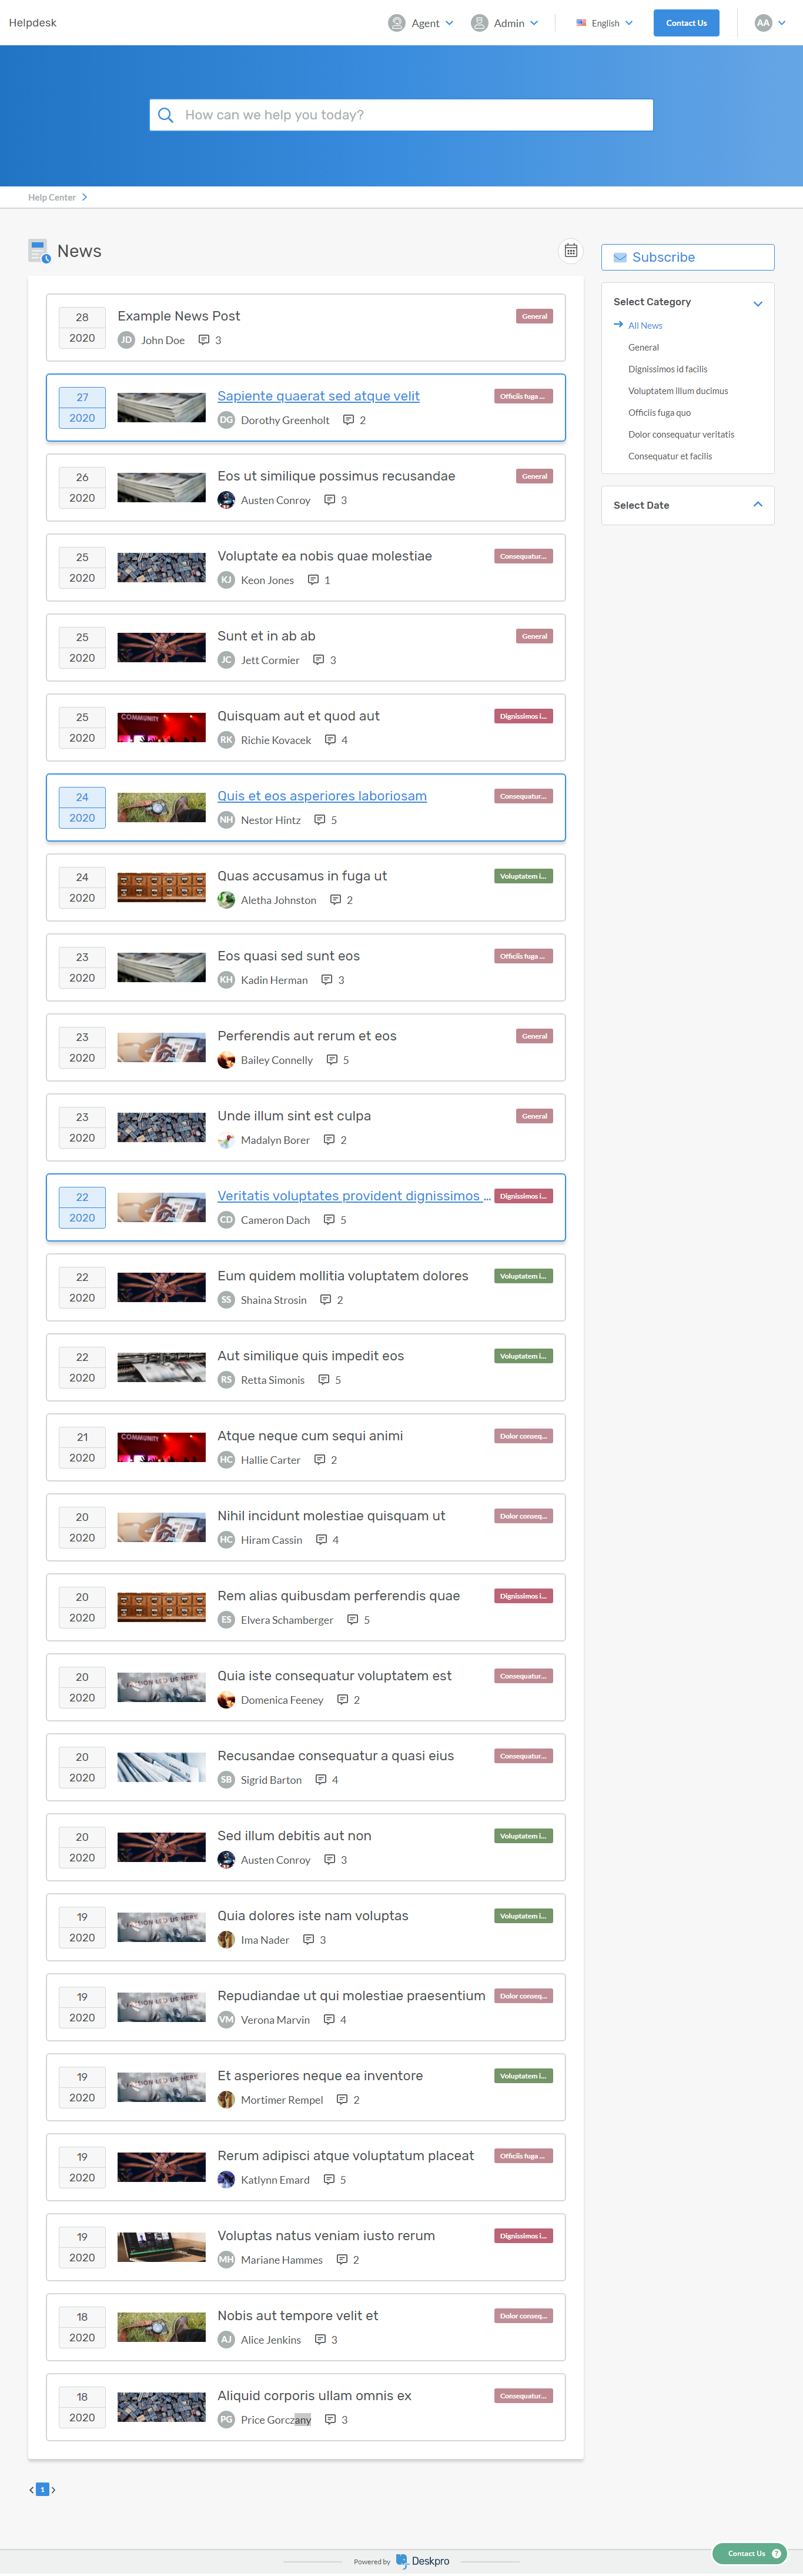 Helpdesk
Agent
Admin
English
Contact Us
AA
How can we help you today?
Help Center
News
28
2020
Example News Post
General
JD John Doe 3
27
2020
Sapiente quaerat sed atque velit
Officiis fuga ...
DG Dorothy Greenholt 2
26
2020
Eos ut similique possimus recusandae
General
Austen Conroy 3
25
2020
Voluptate ea nobis quae molestiae
Consequatur...
KJ Keon Jones 1
25
2020
Sunt et in ab ab
General
JC Jett Cormier 3
25
2020
COMMUNITY
Quisquam aut et quod aut
Dignissimos i...
RK Richie Kovacek 4
24
2020
Quis et eos asperiores laboriosam
Consequatur...
NH Nestor Hintz 5
24
2020
Quas accusamus in fuga ut
Voluptatem i...
Aletha Johnston 2
23
2020
Eos quasi sed sunt eos
Officiis fuga ...
KH Kadin Herman 3
23
2020
Perferendis aut rerum et eos
General
Bailey Connelly 5
23
2020
Unde illum sint est culpa
General
Madalyn Borer 2
22
2020
Veritatis voluptates provident dignissimos ...
Dignissimos i...
CD Cameron Dach 5
22
2020
Eum quidem mollitia voluptatem dolores
Voluptatem i...
SS Shaina Strosin 2
22
2020
Aut similique quis impedit eos
Voluptatem i...
RS Retta Simonis 5
21
2020
COMMUNITY
Atque neque cum sequi animi
Dolor conseq...
HC Hallie Carter 2
20
2020
Nihil incidunt molestiae quisquam ut
Dolor conseq...
HC Hiram Cassin 4
20
2020
Rem alias quibusdam perferendis quae
Dignissimos i...
ES Elvera Schamberger 5
20
2020
PASSION LED US HERE
Quia iste consequatur voluptatem est
Consequatur...
Domenica Feeney 2
20
2020
Recusandae consequatur a quasi eius
Consequatur...
SB Sigrid Barton 4
20
2020
Sed illum debitis aut non
Voluptatem i...
Austen Conroy 3
19
2020
PASSION LED US HERE
Quia dolores iste nam voluptas
Voluptatem i...
Ima Nader 3
19
2020
PASSION LED US HERE
Repudiandae ut qui molestiae praesentium
Dolor conseq...
VM Verona Marvin 4
19
2020
PASSION LED US HERE
Et asperiores neque ea inventore
Voluptatem i...
Mortimer Rempel 2
19
2020
Rerum adipisci atque voluptatum placeat
Officiis fuga ...
Katlynn Emard 5
19
2020
Voluptas natus veniam iusto rerum
Dignissimos i...
MH Mariane Hammes 2
18
2020
Nobis aut tempore velit et
Dolor conseq...
AJ Alice Jenkins 3
18
2020
Aliquid corporis ullam omnis ex
Consequatur...
PG Price Gorczany 3
1
Subscribe
Select Category
All News
General
Dignissimos id facilis
Voluptatem illum ducimus
Officiis fuga quo
Dolor consequatur veritatis
Consequatur et facilis
Select Date
Powered by Deskpro
Contact Us ?